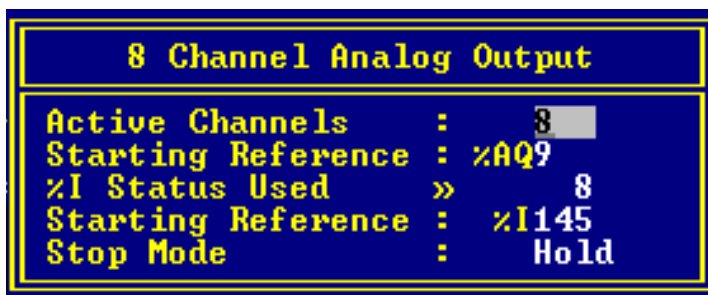 8 Channel Analog Output
Active Channels : 8
Starting Reference : %AQ9
%I Status Used » 8
Starting Reference : %I145
Stop Mode : Hold